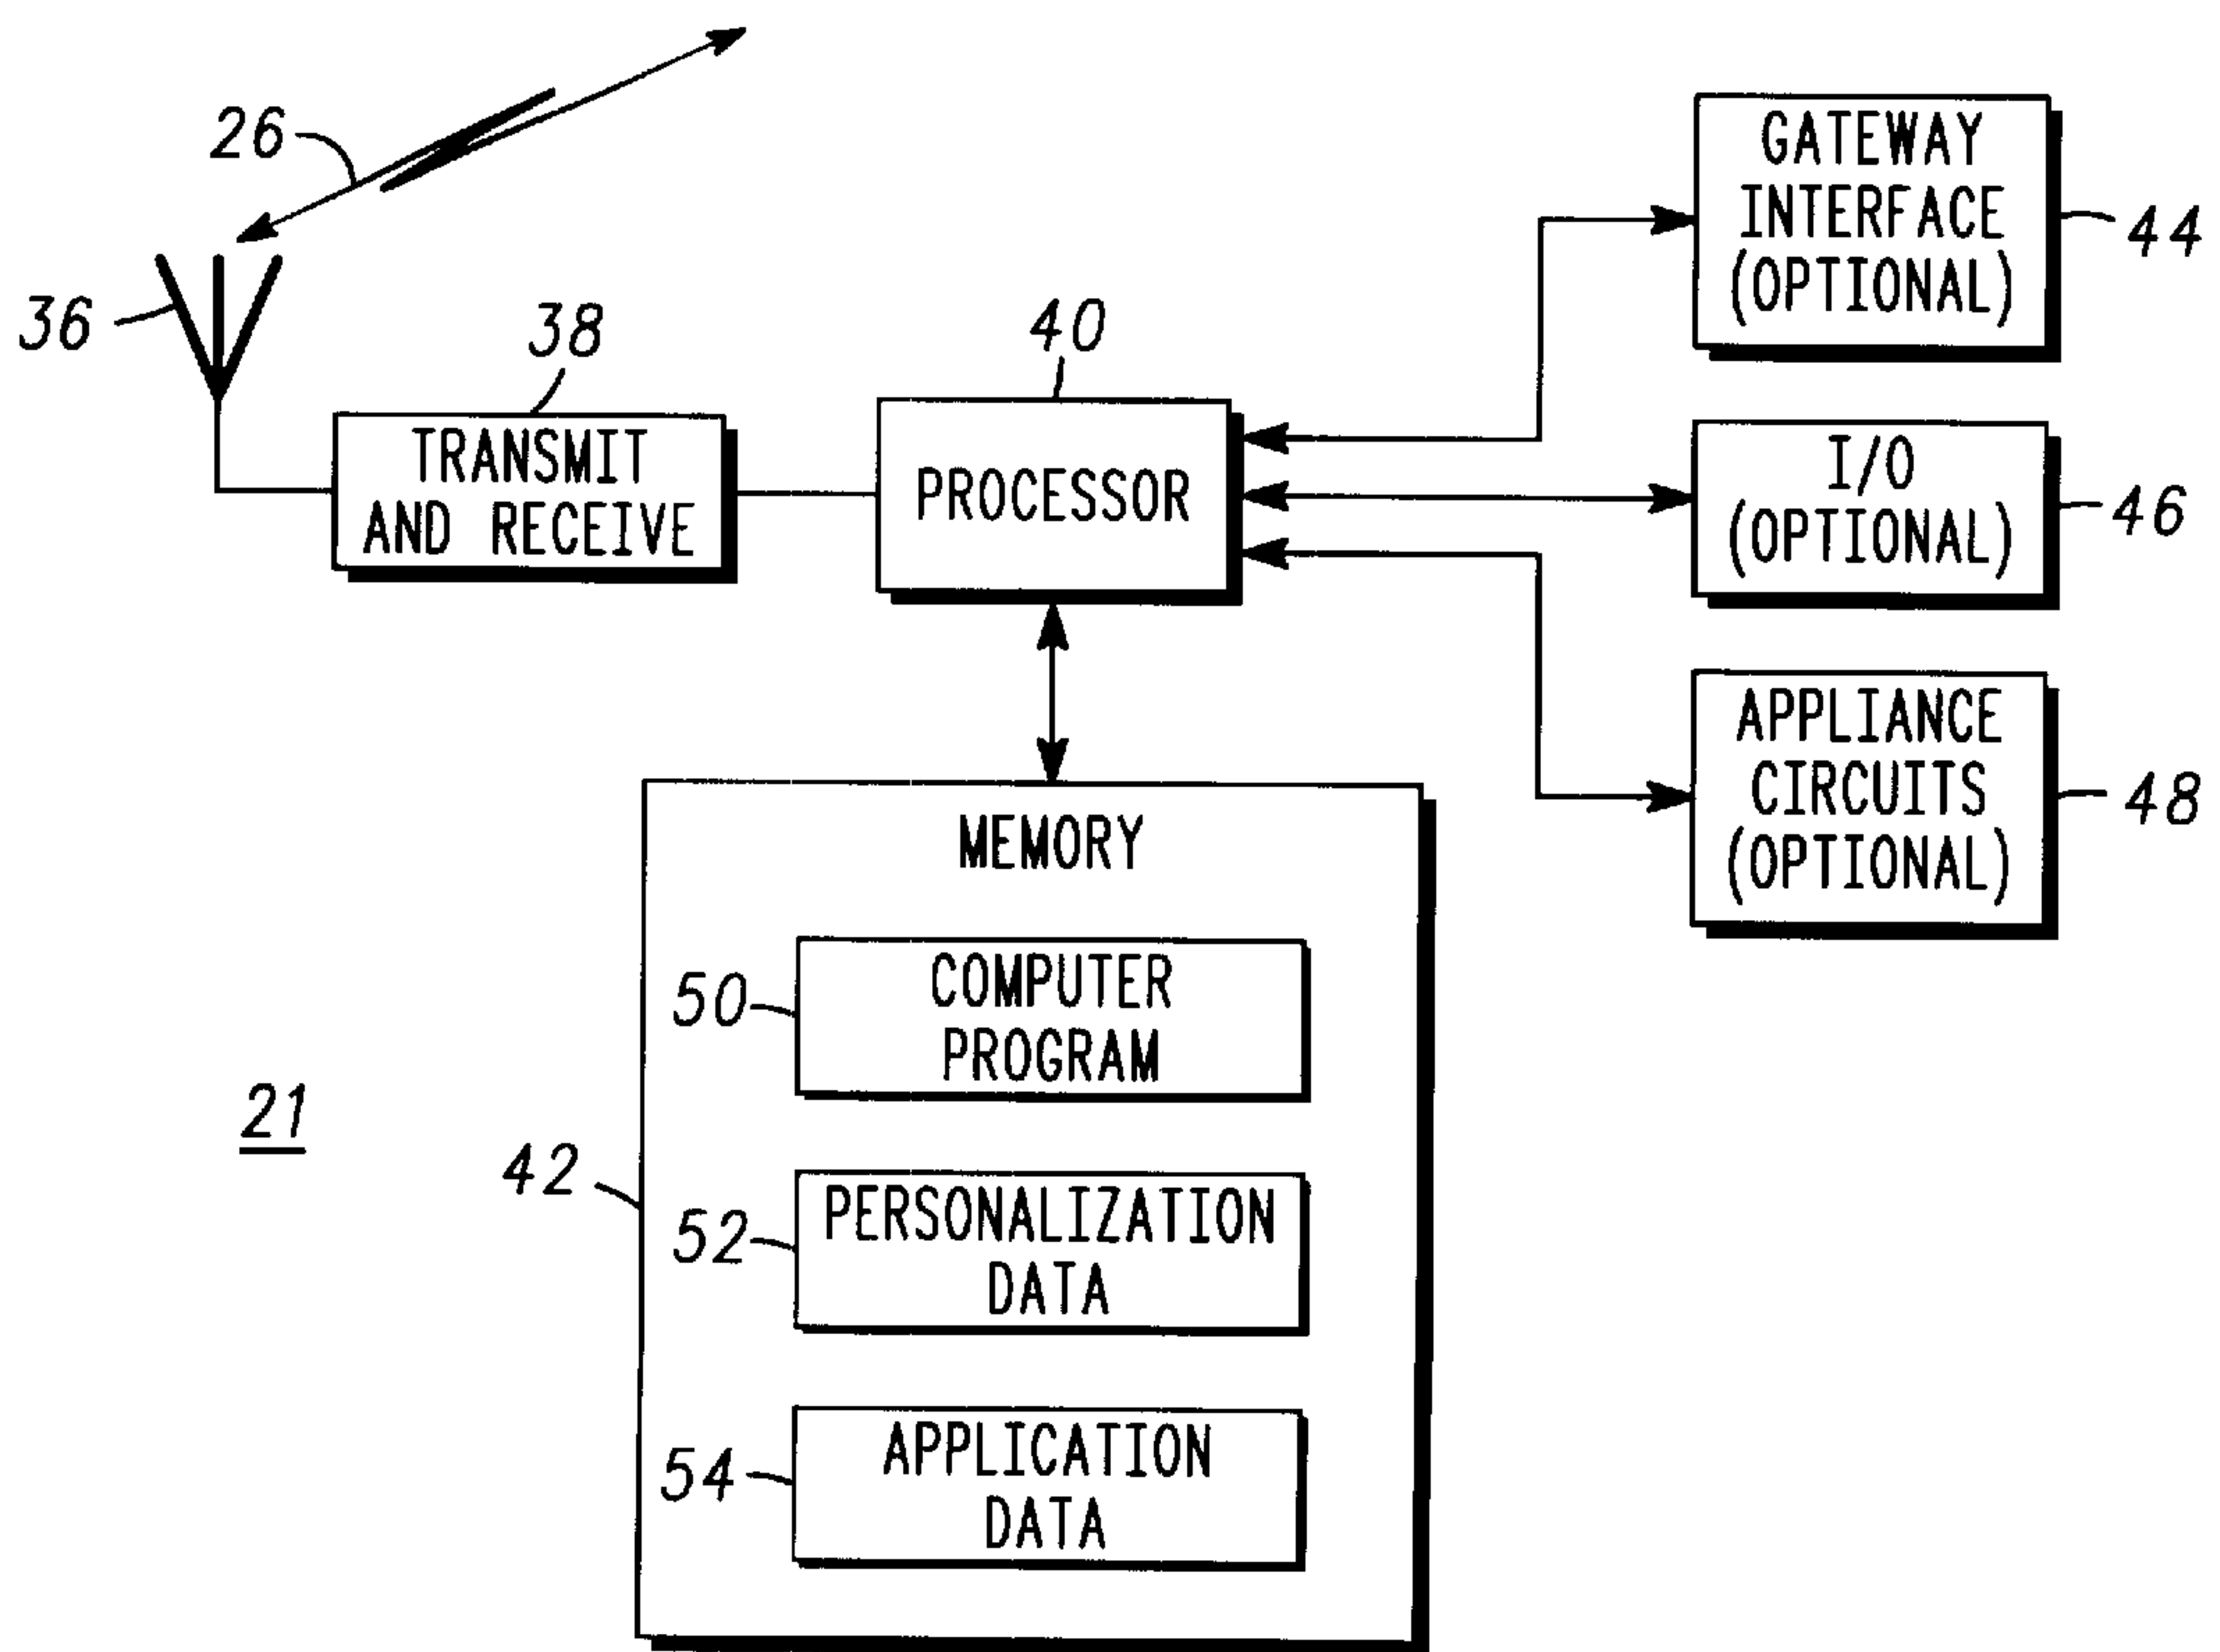 26
36
38
TRANSMIT
AND RECEIVE
40
PROCESSOR
GATEWAY
INTERFACE
(OPTIONAL)
44
I/O
(OPTIONAL)
46
APPLIANCE
CIRCUITS
(OPTIONAL)
48
MEMORY
50
COMPUTER
PROGRAM
21
42
52
PERSONALIZATION
DATA
54
APPLICATION
DATA